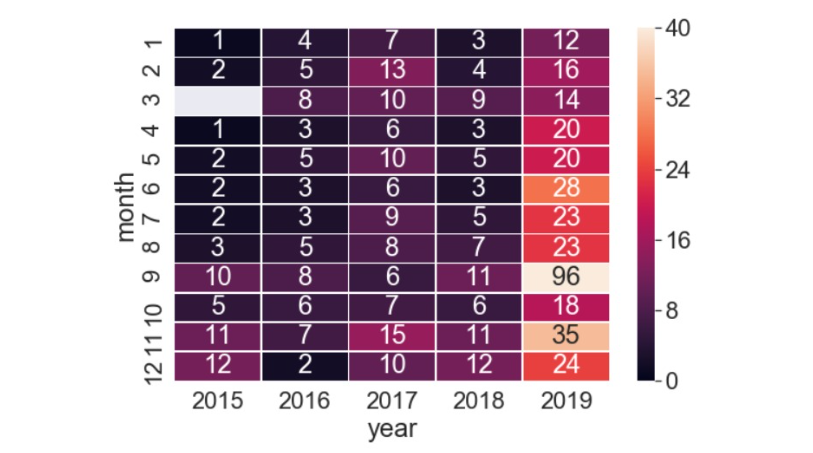 1 1 4 7 3 12
2 2 5 13 4 16
3 8 10 9 14
4 1 3 6 3 20
5 2 5 10 5 20
6 2 3 6 3 28
7 2 3 9 5 23
8 3 5 8 7 23
9 10 8 6 11 96
10 5 6 7 6 18
11 11 7 15 11 35
12 12 2 10 12 24
month
2015 2016 2017 2018 2019
year
40
32
24
16
8
0